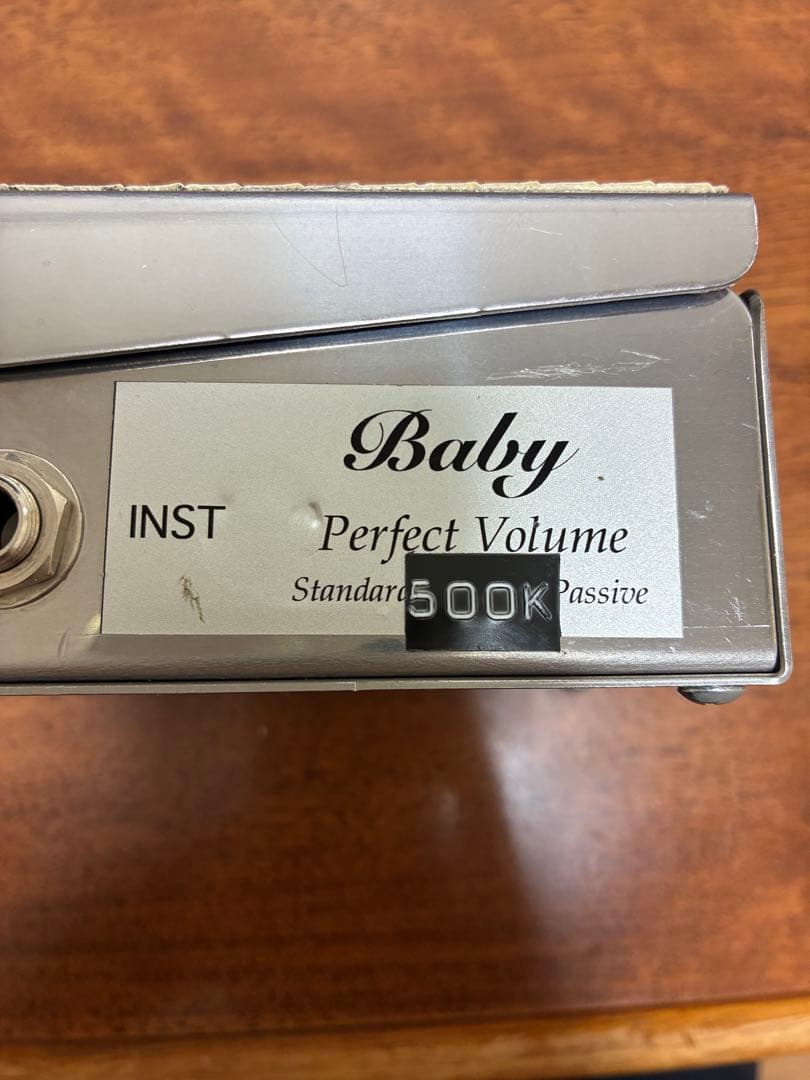 Baby
INST
Perfect Volume
Standard 500K Passive